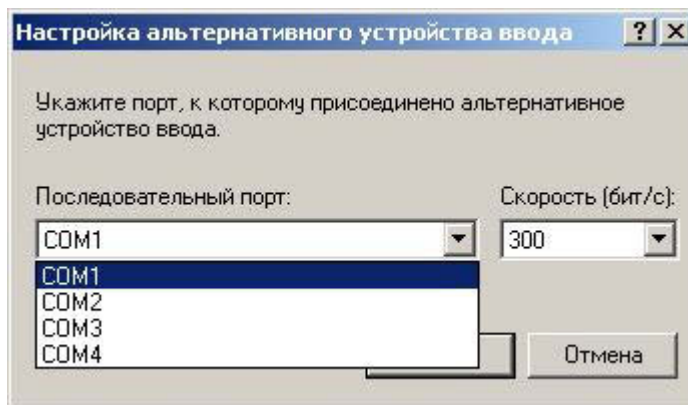 Настройка альтернативного устройства ввода
Укажите порт, к которому присоединено альтернативное
устройство ввода.
Последовательный порт: Скорость (бит/с):
COM1 300
COM1
COM2
COM3
COM4
Отмена